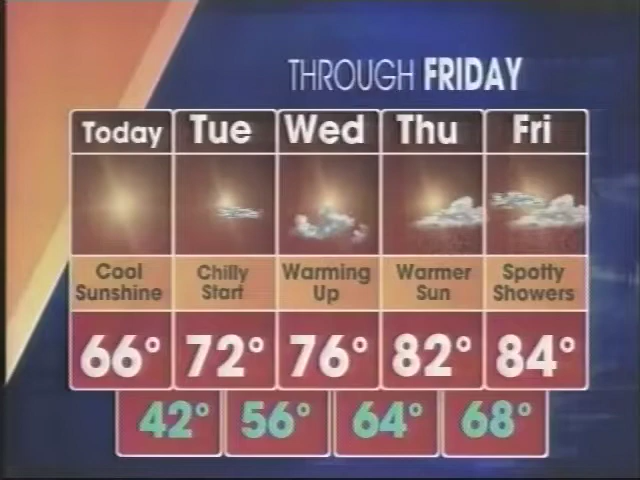 THROUGH FRIDAY
Today Tue Wed Thu Fri
Cool Sunshine
Chilly Start
Warming Up
Warmer Sun
Spotty Showers
66° 72° 76° 82° 84°
42° 56° 64° 68°